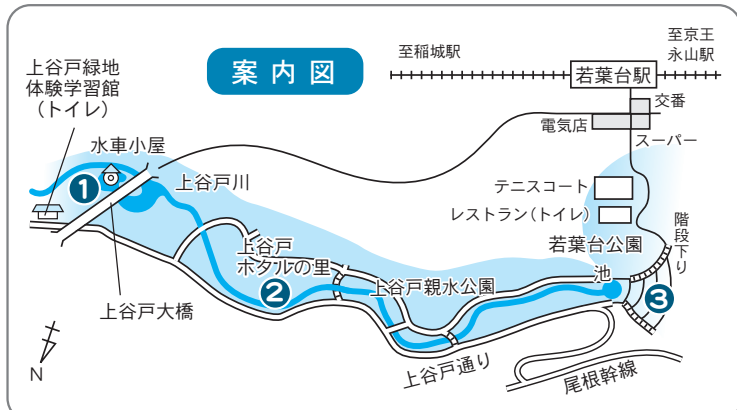 案内図
至稲城駅
若葉台駅
至京王
永山駅
交番
電気店
スーパー
上谷戸緑地
体験学習館
(トイレ)
水車小屋
上谷戸川
テニスコート
レストラン(トイレ)
若葉台公園
階段下り
池
1
上谷戸
ホタルの里
2
上谷戸親水公園
3
上谷戸大橋
上谷戸通り
尾根幹線
N